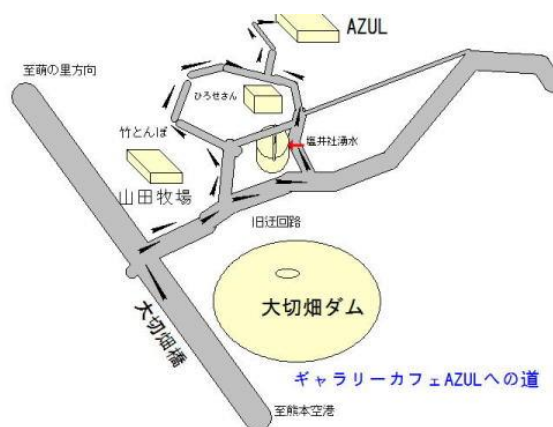 AZUL
至萌の里方向
ひろせさん
竹とんぼ
塩井社湧水
山田牧場
旧迂回路
大切畑ダム
大切畑橋
ギャラリーカフェAZULへの道
至熊本空港